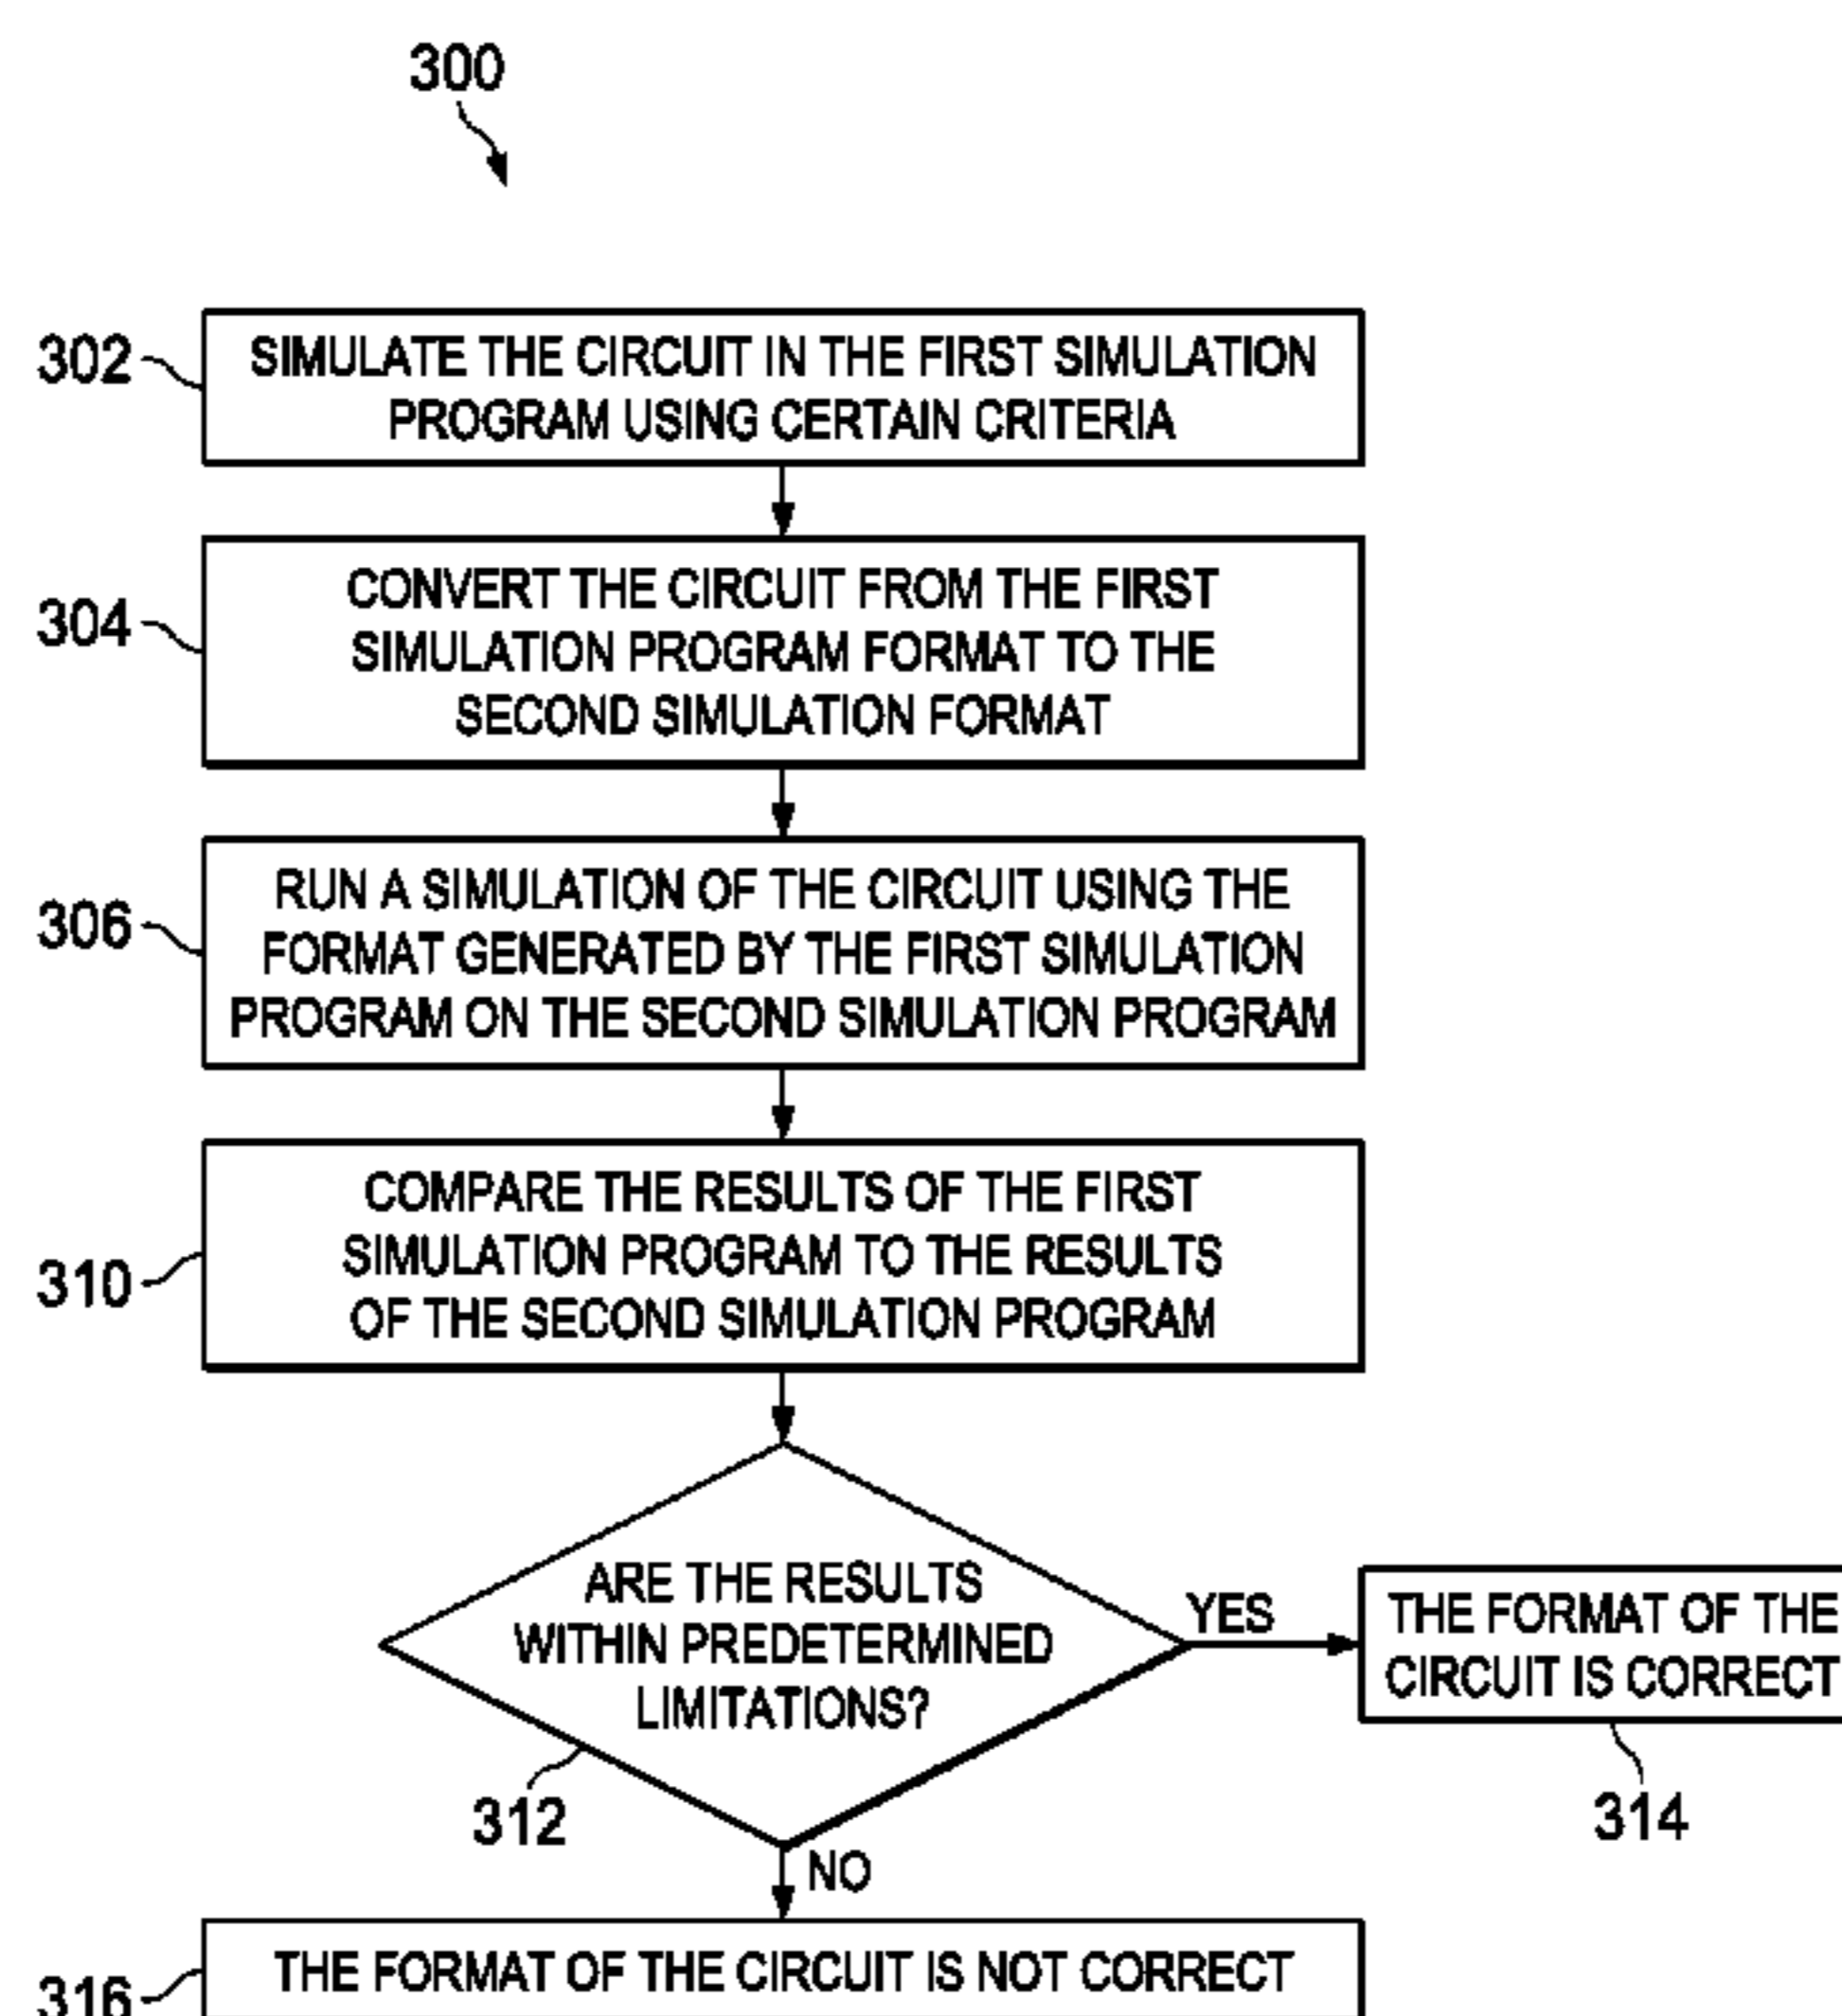 300
302
SIMULATE THE CIRCUIT IN THE FIRST SIMULATION
PROGRAM USING CERTAIN CRITERIA
304
CONVERT THE CIRCUIT FROM THE FIRST
SIMULATION PROGRAM FORMAT TO THE
SECOND SIMULATION FORMAT
306
RUN A SIMULATION OF THE CIRCUIT USING THE
FORMAT GENERATED BY THE FIRST SIMULATION
PROGRAM ON THE SECOND SIMULATION PROGRAM
310
COMPARE THE RESULTS OF THE FIRST
SIMULATION PROGRAM TO THE RESULTS
OF THE SECOND SIMULATION PROGRAM
ARE THE RESULTS
WITHIN PREDETERMINED
LIMITATIONS?
312
YES
THE FORMAT OF THE
CIRCUIT IS CORRECT
314
NO
316
THE FORMAT OF THE CIRCUIT IS NOT CORRECT